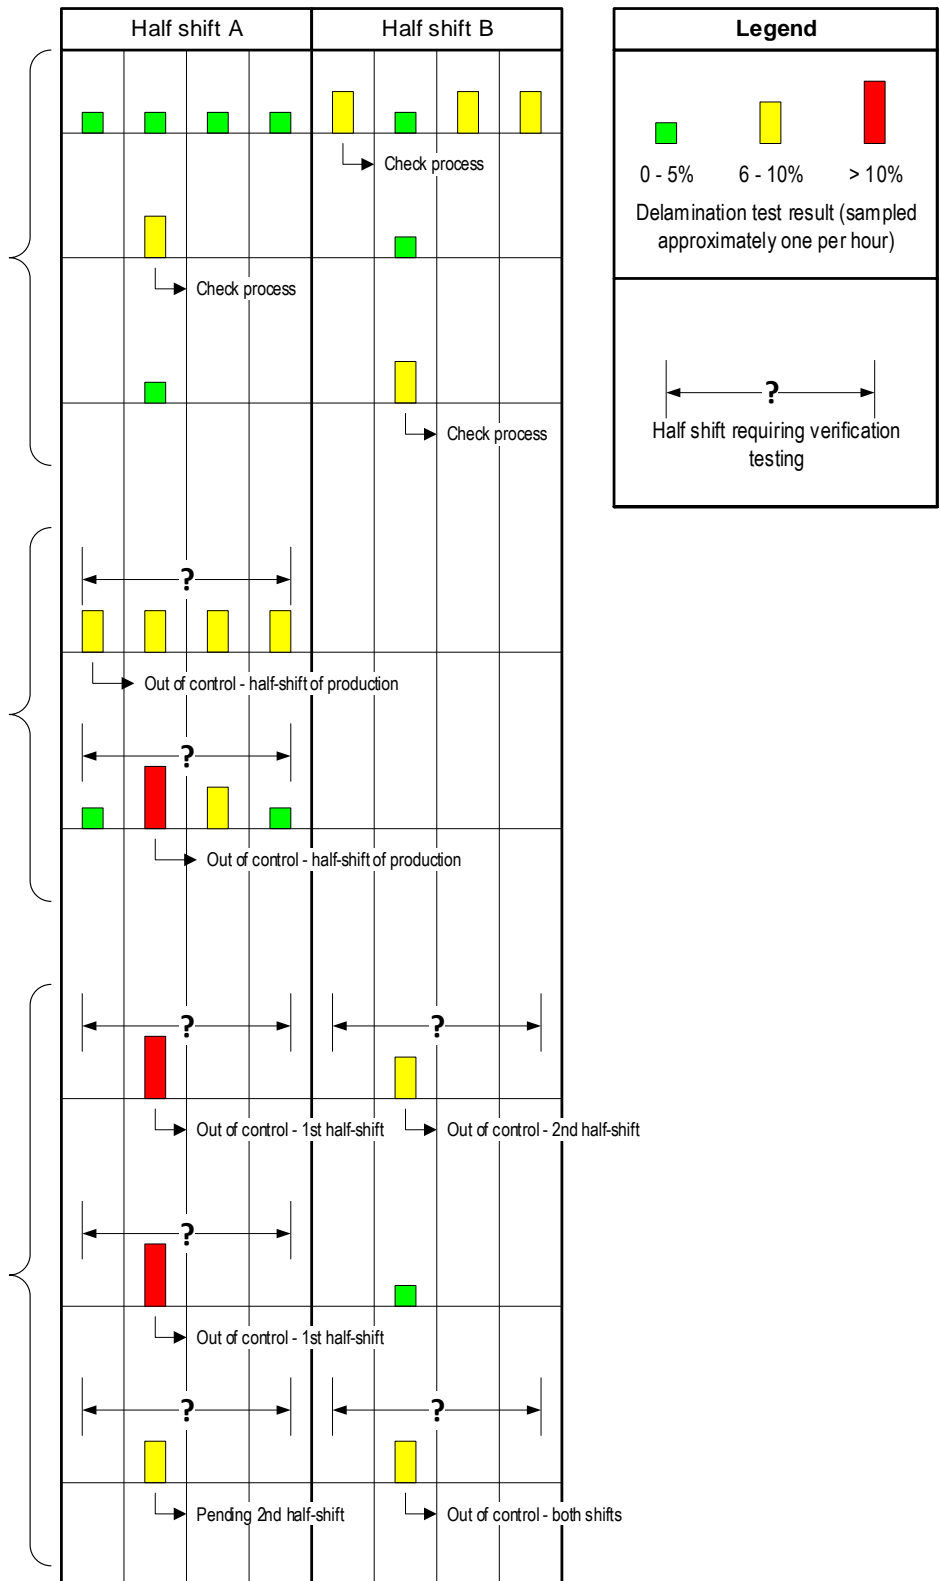 Half shift A
Half shift B
Legend
0 - 5%
6 - 10%
> 10%
Delamination test result (sampled
approximately one per hour)
?
Half shift requiring verification
testing
Check process
Check process
Check process
?
Out of control - half-shift of production
?
Out of control - half-shift of production
?
?
Out of control - 1st half-shift
Out of control - 2nd half-shift
?
Out of control - 1st half-shift
?
?
Pending 2nd half-shift
Out of control - both shifts